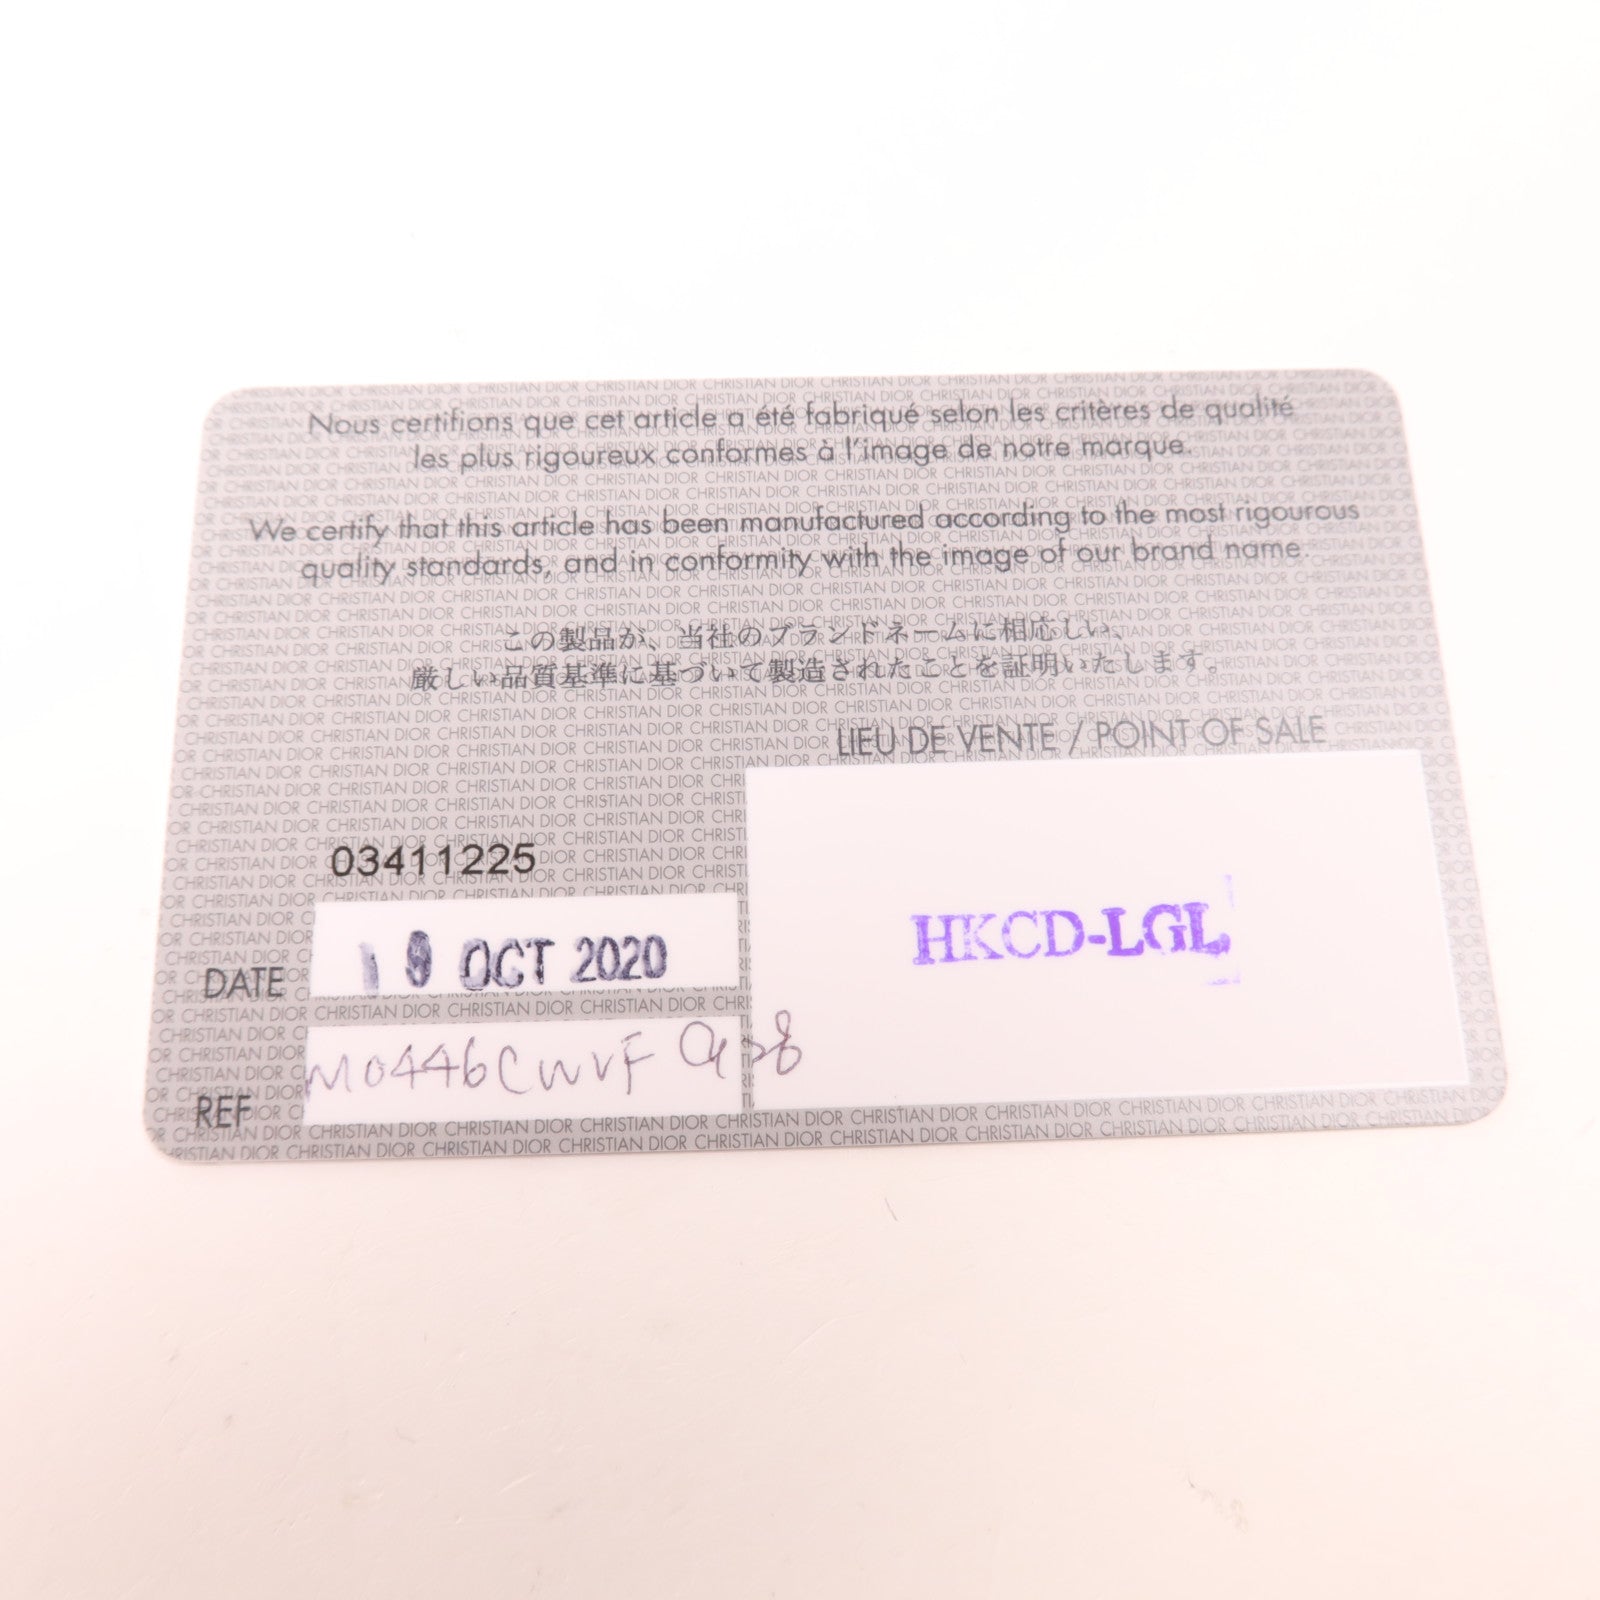 Nous certifions que cet article a été fabriqué selon les critères de qualité
les plus rigoureux conformes à l'image de notre marque.
We certify that this article has been manufactured according to the most rigourous
quality standards, and in conformity with the image of our brand name.
この製品が、当社のブランドネームに相応しい、
厳しい品質基準に基づいて製造されたことを証明いたします。
LIEU DE VENTE / POINT OF SALE
HKCD-LGL
03411225
DATE OCT 2020
REF M0446CWVF
CHRISTIAN DIOR